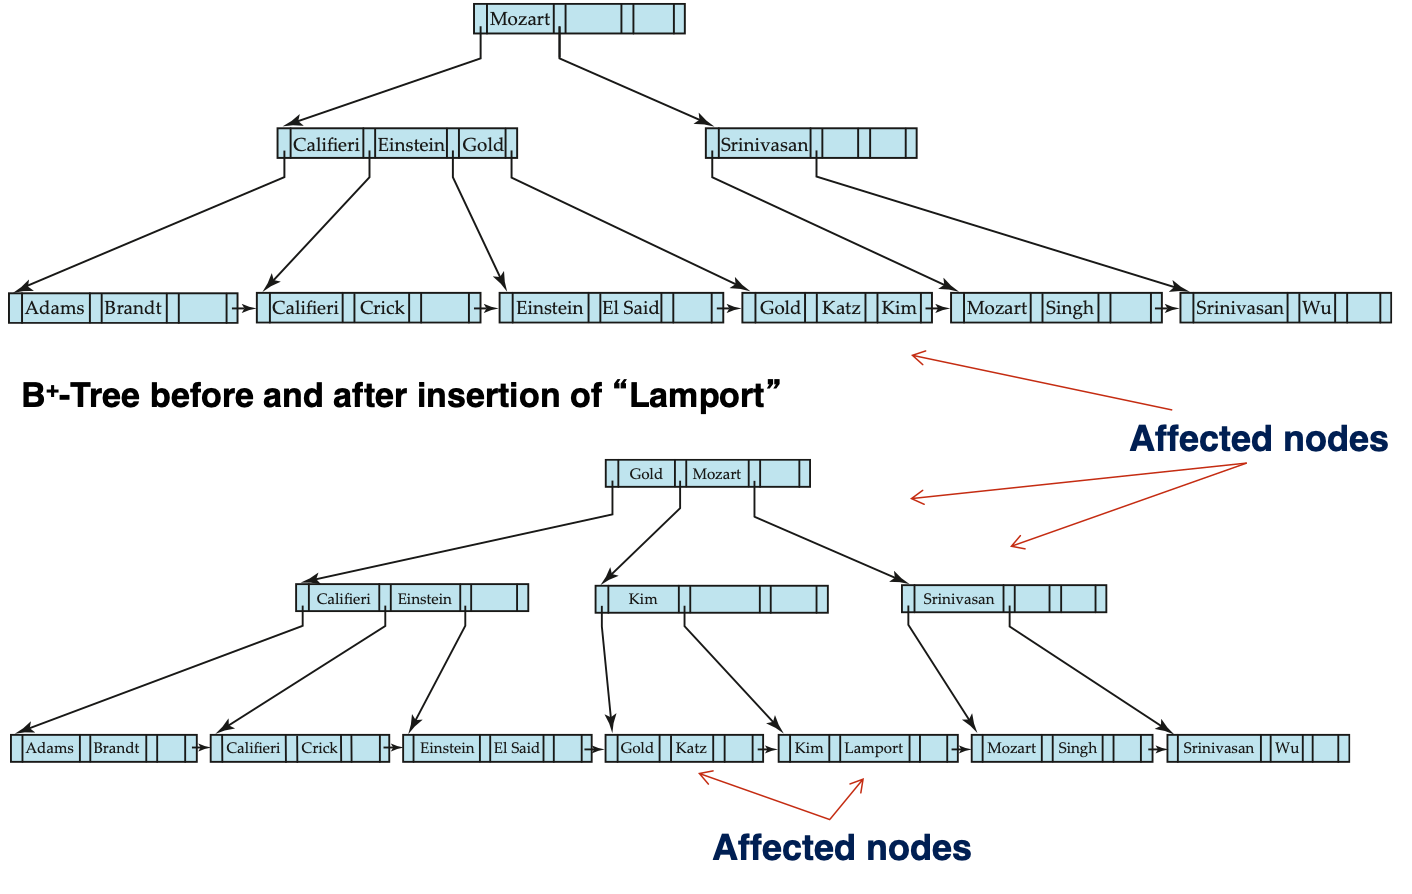 Mozart
Califieri Einstein Gold
Srinivasan
Adams Brandt
Califieri Crick
Einstein El Said
Gold Katz Kim
Mozart Singh
Srinivasan Wu
B+-Tree before and after insertion of “Lamport”
Affected nodes
Gold Mozart
Califieri Einstein
Kim
Srinivasan
Adams Brandt
Califieri Crick
Einstein El Said
Gold Katz
Kim Lamport
Mozart Singh
Srinivasan Wu
Affected nodes